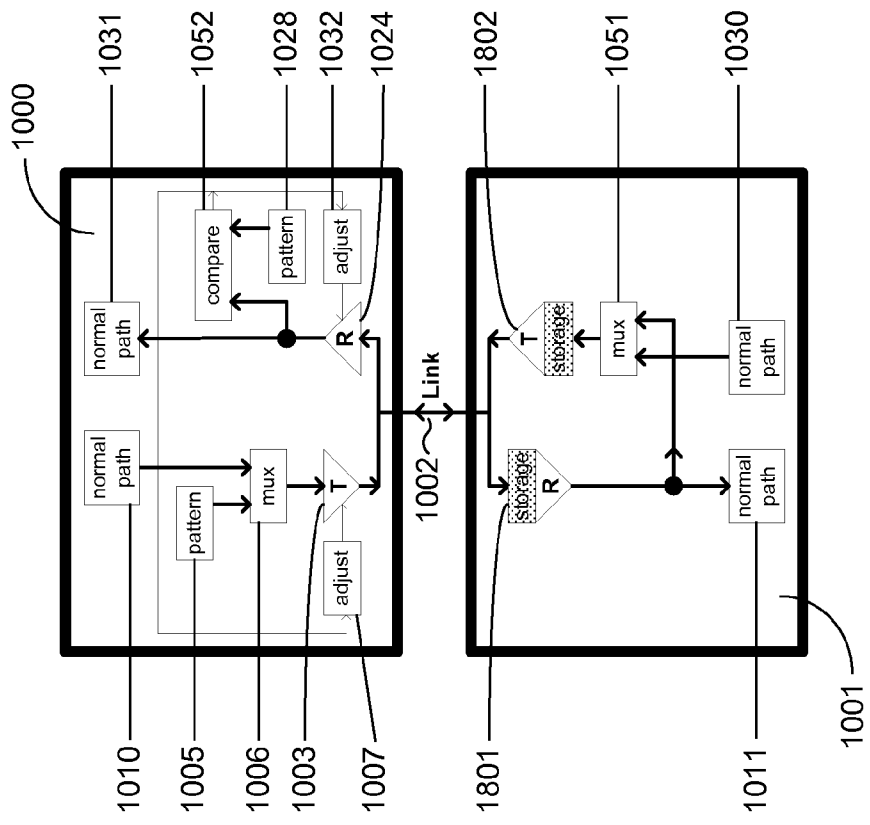 1000
1031
1052
1028
1032
1024
1802
1051
1030
normal path
compare
pattern
adjust
R
normal path
pattern
mux
T
adjust
Link
1002
T
storage
mux
normal path
storage
R
normal path
1010
1005
1006
1003
1007
1801
1011
1001